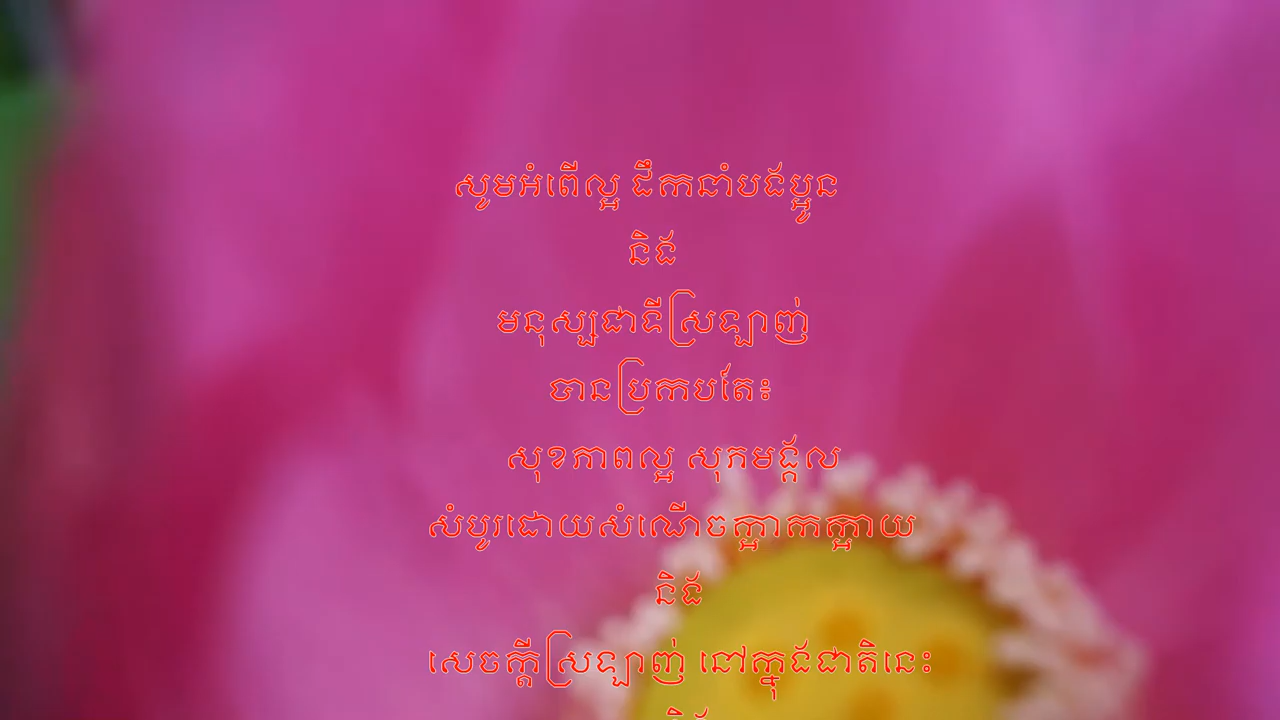 សូមអំពើល្អ ដឹកនាំបងប្អូន
និង
មនុស្សជាទីស្រឡាញ់
បានប្រកបតែ៖
សុខភាពល្អ សុភមង្គល
សំបូរដោយសំណើចក្អាកក្អាយ
និង
សេចក្តីស្រឡាញ់ នៅក្នុងជាតិនេះ
និង